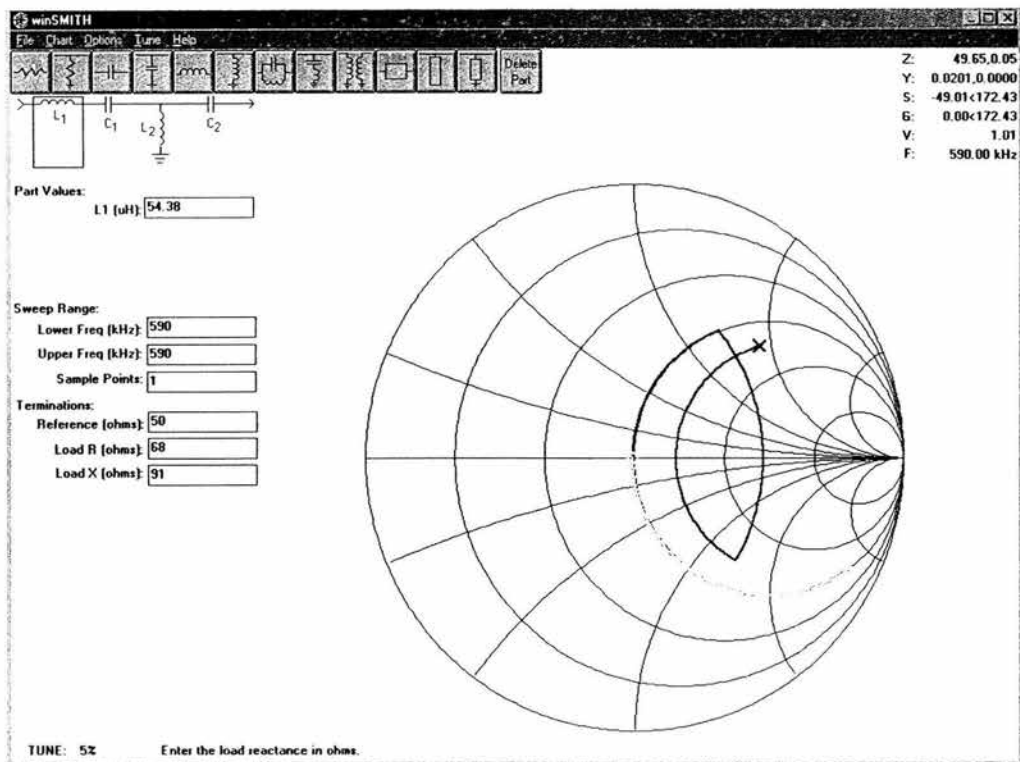 winSMITH
File Chart Options Tune Help
Delete Part
Z: 49.65,0.05
Y: 0.0201,0.0000
S: -49.01<172.43
G: 0.00<172.43
V: 1.01
F: 590.00 kHz
L1 C1 L2 C2
Part Values:
L1 (uH): 54.38
Sweep Range:
Lower Freq (kHz): 590
Upper Freq (kHz): 590
Sample Points: 1
Terminations:
Reference (ohms): 50
Load R (ohms): 68
Load X (ohms): 91
TUNE: 5% Enter the load reactance in ohms.